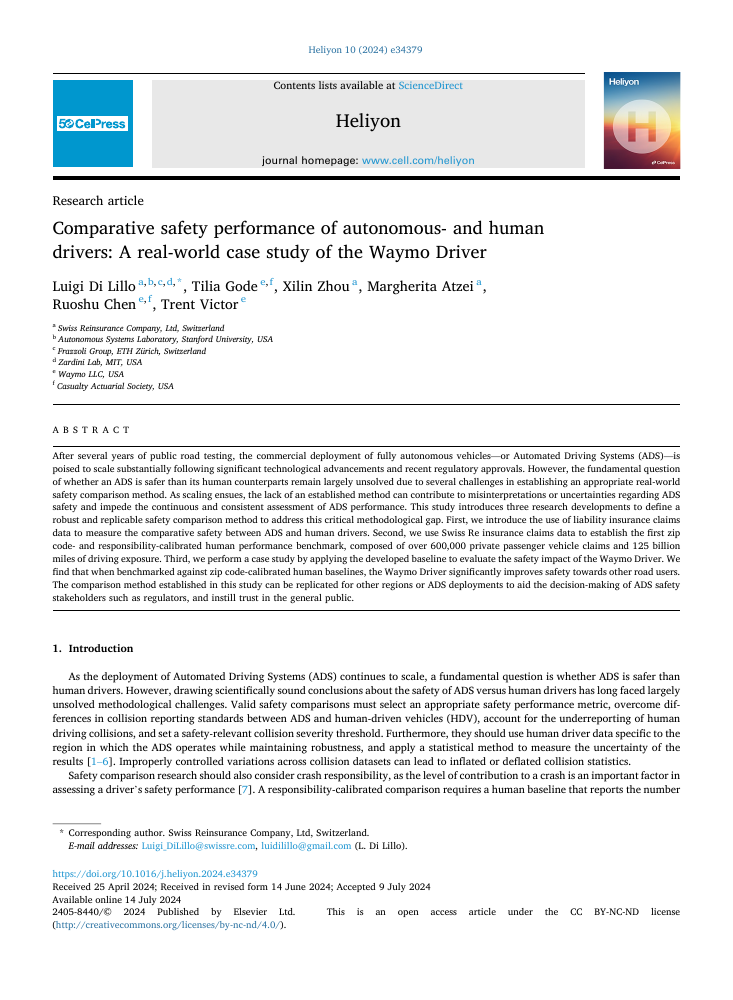 Heliyon 10 (2024) e34379
CellPress
Contents lists available at ScienceDirect
Heliyon
journal homepage: www.cell.com/heliyon
Heliyon
H
CellPress
Research article
Comparative safety performance of autonomous- and human
drivers: A real-world case study of the Waymo Driver
Luigi Di Lillo a,b,c,d,*, Tilia Gode e,f, Xilin Zhou a, Margherita Atzei a,
Ruoshu Chen e,f, Trent Victor e
a Swiss Reinsurance Company, Ltd, Switzerland
b Autonomous Systems Laboratory, Stanford University, USA
c Frazzoli Group, ETH Zürich, Switzerland
d Zardini Lab, MIT, USA
e Waymo LLC, USA
f Casualty Actuarial Society, USA
A B S T R A C T
After several years of public road testing, the commercial deployment of fully autonomous vehicles—or Automated Driving Systems (ADS)—is
poised to scale substantially following significant technological advancements and recent regulatory approvals. However, the fundamental question
of whether an ADS is safer than its human counterparts remain largely unsolved due to several challenges in establishing an appropriate real-world
safety comparison method. As scaling ensues, the lack of an established method can contribute to misinterpretations or uncertainties regarding ADS
safety and impede the continuous and consistent assessment of ADS performance. This study introduces three research developments to define a
robust and replicable safety comparison method to address this critical methodological gap. First, we introduce the use of liability insurance claims
data to measure the comparative safety between ADS and human drivers. Second, we use Swiss Re insurance claims data to establish the first zip
code- and responsibility-calibrated human performance benchmark, composed of over 600,000 private passenger vehicle claims and 125 billion
miles of driving exposure. Third, we perform a case study by applying the developed baseline to evaluate the safety impact of the Waymo Driver. We
find that when benchmarked against zip code-calibrated human baselines, the Waymo Driver significantly improves safety towards other road users.
The comparison method established in this study can be replicated for other regions or ADS deployments to aid the decision-making of ADS safety
stakeholders such as regulators, and instill trust in the general public.
1. Introduction
As the deployment of Automated Driving Systems (ADS) continues to scale, a fundamental question is whether ADS is safer than
human drivers. However, drawing scientifically sound conclusions about the safety of ADS versus human drivers has long faced largely
unsolved methodological challenges. Valid safety comparisons must select an appropriate safety performance metric, overcome dif-
ferences in collision reporting standards between ADS and human-driven vehicles (HDV), account for the underreporting of human
driving collisions, and set a safety-relevant collision severity threshold. Furthermore, they should use human driver data specific to the
region in which the ADS operates while maintaining robustness, and apply a statistical method to measure the uncertainty of the
results [1–6]. Improperly controlled variations across collision datasets can lead to inflated or deflated collision statistics.
Safety comparison research should also consider crash responsibility, as the level of contribution to a crash is an important factor in
assessing a driver's safety performance [7]. A responsibility-calibrated comparison requires a human baseline that reports the number
* Corresponding author. Swiss Reinsurance Company, Ltd, Switzerland.
E-mail addresses: Luigi_DiLillo@swissre.com, luidilillo@gmail.com (L. Di Lillo).
https://doi.org/10.1016/j.heliyon.2024.e34379
Received 25 April 2024; Received in revised form 14 June 2024; Accepted 9 July 2024
Available online 14 July 2024
2405-8440/© 2024 Published by Elsevier Ltd. This is an open access article under the CC BY-NC-ND license
(http://creativecommons.org/licenses/by-nc-nd/4.0/).